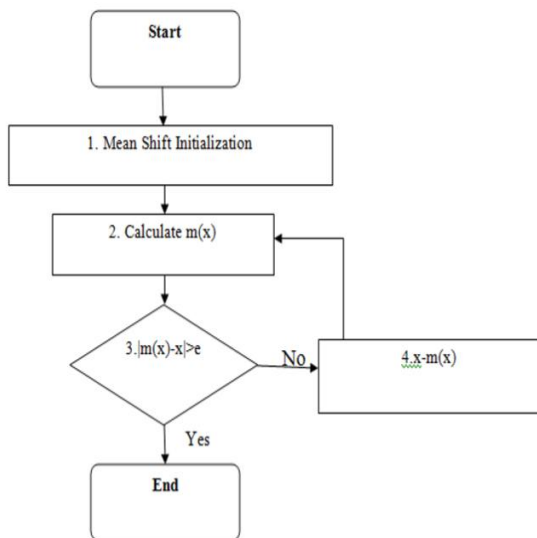 Start
1. Mean Shift Initialization
2. Calculate m(x)
3.|m(x)-x|>e
No
4.x-m(x)
Yes
End